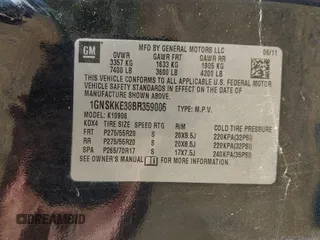 GM
MFD BY GENERAL MOTORS LLC
GVWR GAWR FRT GAWR RR 06/11
3357 KG 1633 KG 1905 KG
7400 LB 3600 LB 4200 LB
THIS VEHICLE CONFORMS TO ALL APPLICABLE U.S. FEDERAL MOTOR
VEHICLE SAFETY STANDARDS IN EFFECT ON THE DATE OF
MANUFACTURE SHOWN ABOVE.
1GNSKKE38BR359006 TYPE: M.P.V.
MODEL: K10906
KDX4 TIRE SIZE SPEED RTG RIM COLD TIRE PRESSURE
FRT P275/55R20 S 20X8.5J 220KPA(32PSI)
RR P275/55R20 S 20X8.5J 220KPA(32PSI)
SPA P265/70R17 S 17X7.5J 240KPA(35PSI)
SEE OWNER'S MANUAL FOR ADDITIONAL INFORMATION.
CARDIAGN.COM